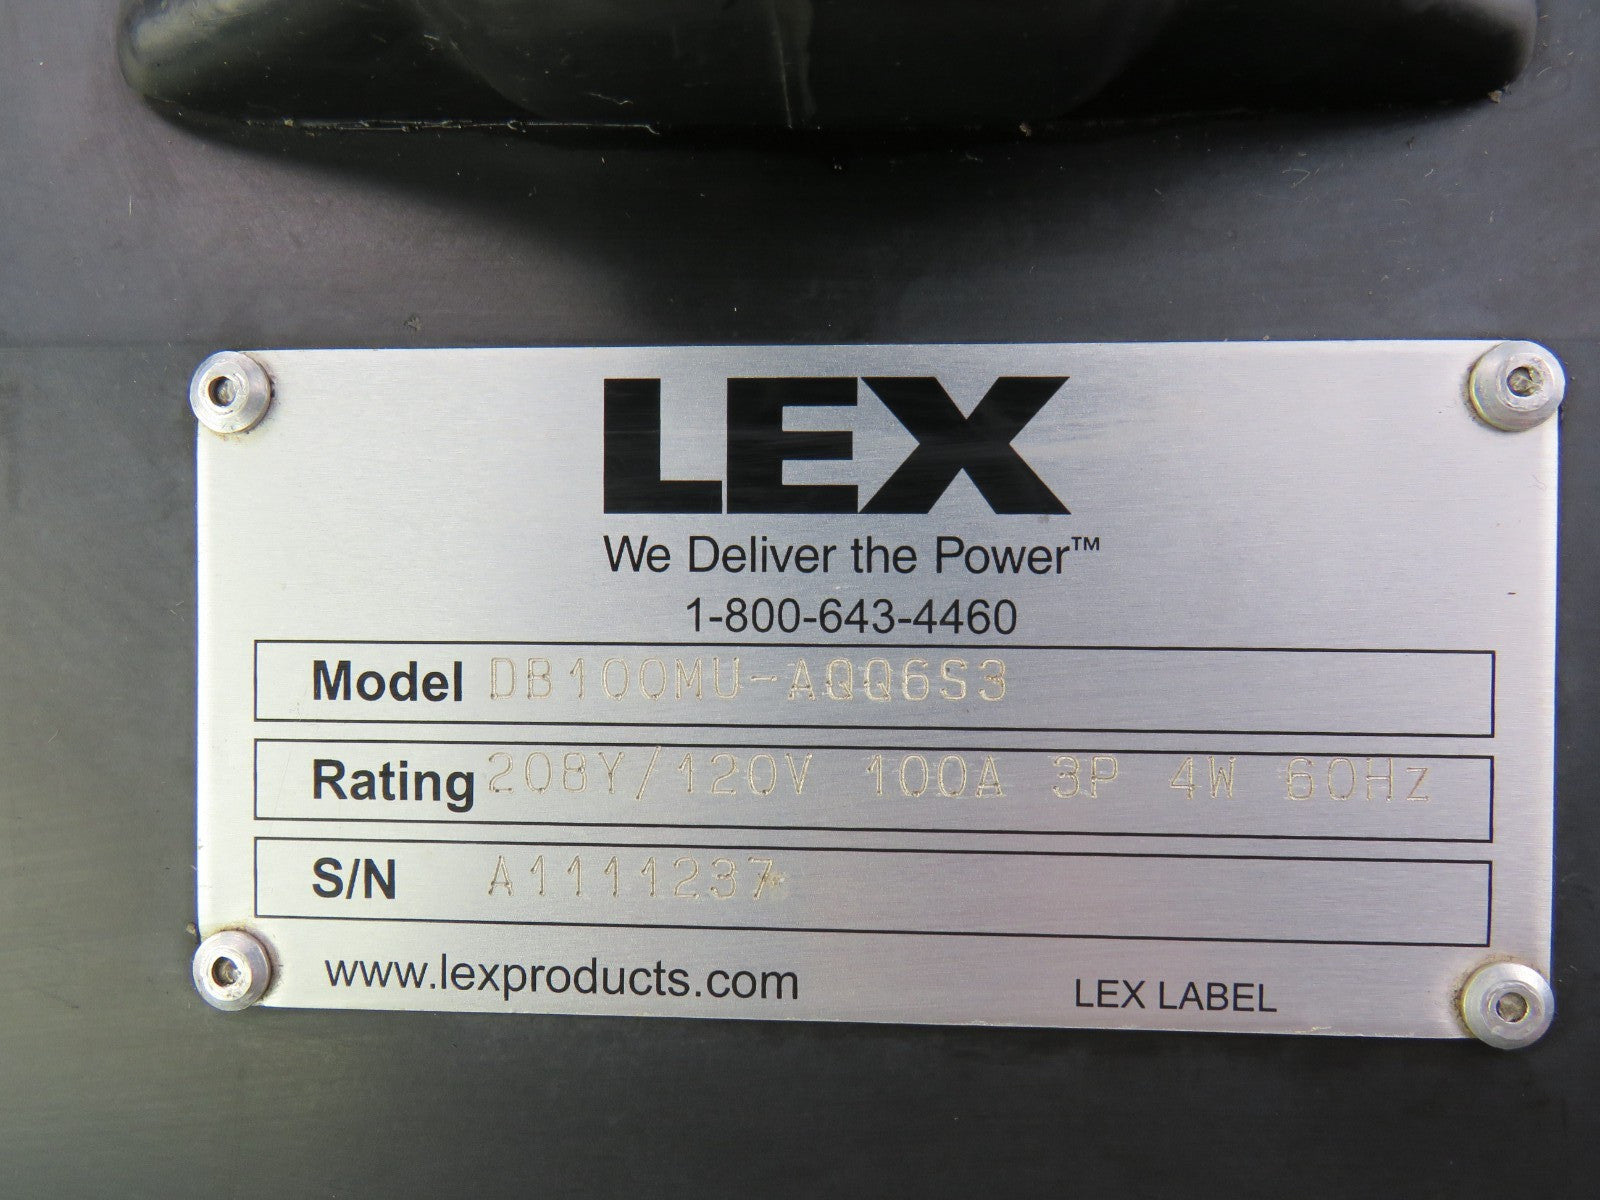 LEX
We Deliver the Power™
1-800-643-4460
Model DB100MU-AQQ6S3
Rating 208Y/120V 100A 3P 4W 60Hz
S/N A1111237
www.lexproducts.com LEX LABEL